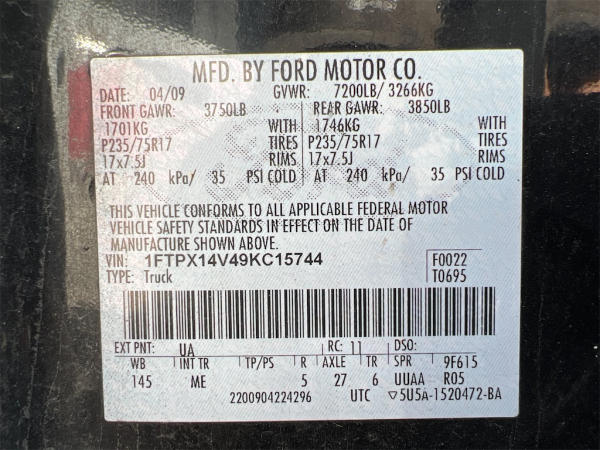 MFD. BY FORD MOTOR CO.
DATE: 04/09 GVWR: 7200LB/ 3266KG
FRONT GAWR: 3750LB REAR GAWR: 3850LB
1701KG WITH 1746KG WITH
P235/75R17 TIRES P235/75R17 TIRES
17x7.5J RIMS 17x7.5J RIMS
AT 240 kPa/ 35 PSI COLD AT 240 kPa/ 35 PSI COLD
THIS VEHICLE CONFORMS TO ALL APPLICABLE FEDERAL MOTOR
VEHICLE SAFETY STANDARDS IN EFFECT ON THE DATE OF
MANUFACTURE SHOWN ABOVE.
VIN: 1FTPX14V49KC15744 F0022
TYPE: Truck T0695
EXT PNT: UA RC: 11 DSO:
WB INT TR TP/PS R AXLE TR SPR 9F615
145 ME 5 27 6 UUAA R05
2200904224296 UTC ▽5U5A-1520472-BA